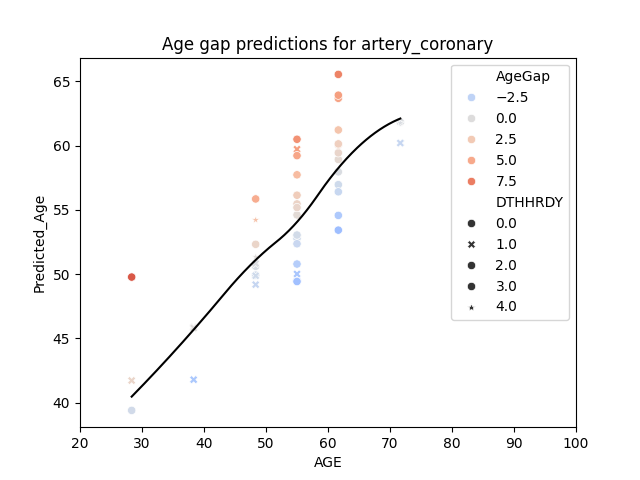 Age gap predictions for artery_coronary
Predicted_Age
65
60
55
50
45
40
20 30 40 50 60 70 80 90 100
AGE
AgeGap
−2.5
0.0
2.5
5.0
7.5
DTHHRDY
0.0
1.0
2.0
3.0
4.0